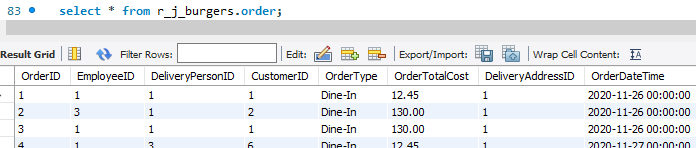 83 select * from r_j_burgers.order;
Result Grid Filter Rows: Edit: Export/Import: Wrap Cell Content:
OrderID EmployeeID DeliveryPersonID CustomerID OrderType OrderTotalCost DeliveryAddressID OrderDateTime
1 1 1 1 Dine-In 12.45 1 2020-11-26 00:00:00
2 3 1 2 Dine-In 130.00 1 2020-11-26 00:00:00
3 1 1 1 Dine-In 130.00 1 2020-11-26 00:00:00
4 1 3 6 Dine-In 12.45 1 2020-11-27 00:00:00